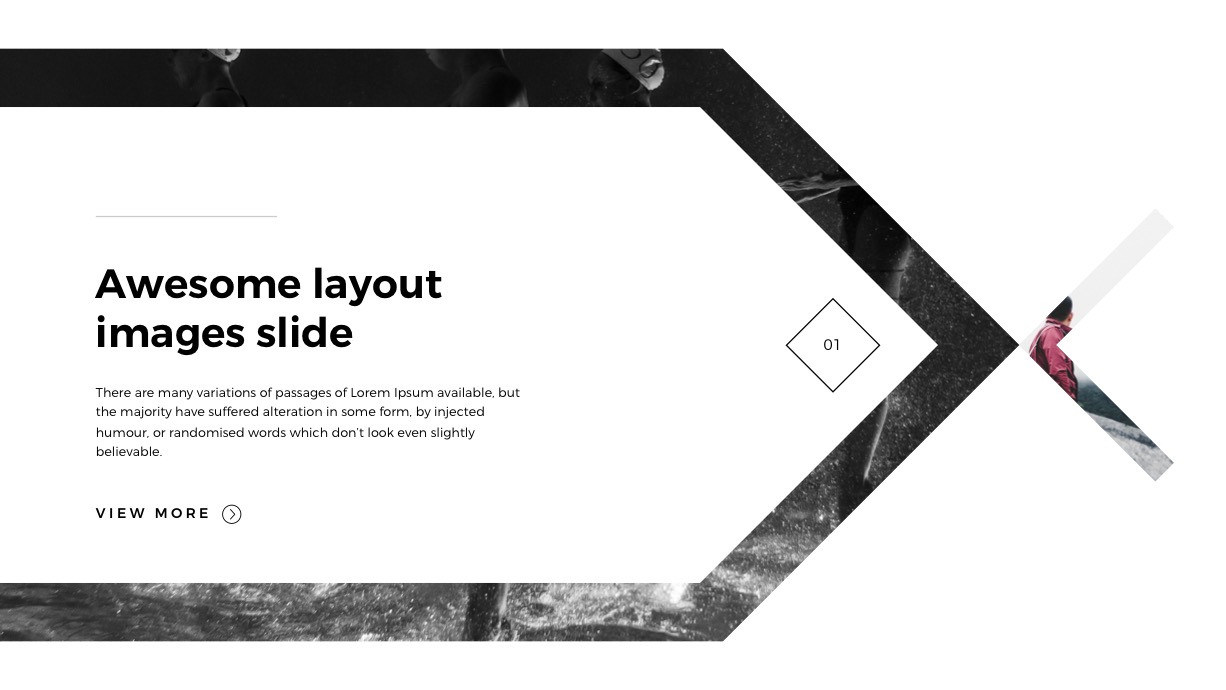 Awesome layout
images slide
There are many variations of passages of Lorem Ipsum available, but
the majority have suffered alteration in some form, by injected
humour, or randomised words which don't look even slightly
believable.
VIEW MORE
01